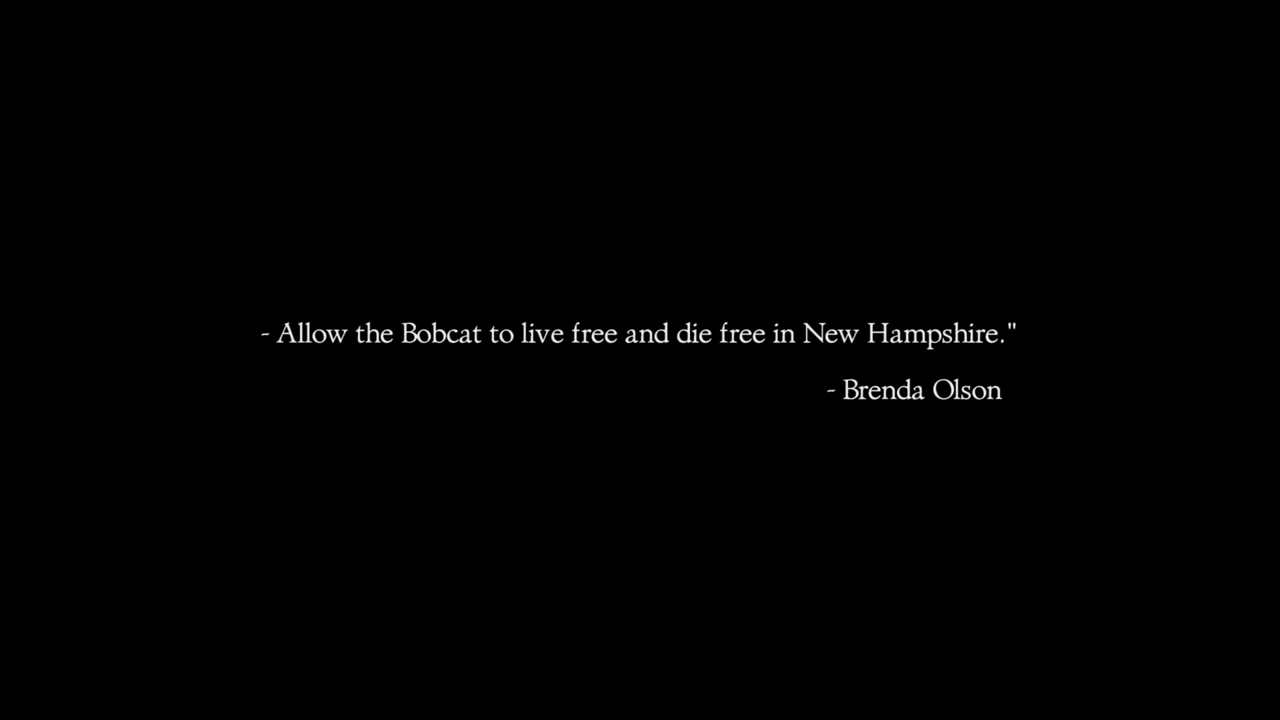 - Allow the Bobcat to live free and die free in New Hampshire."
- Brenda Olson